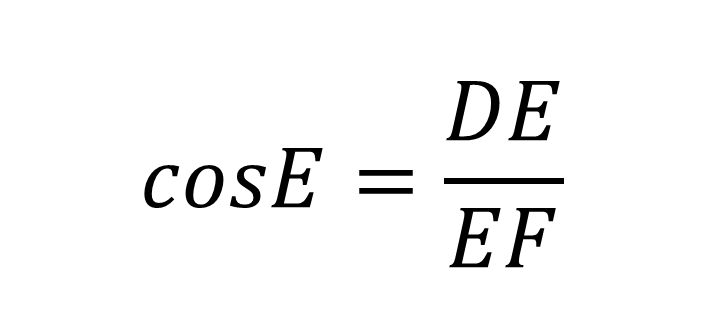 cosE = DE/EF